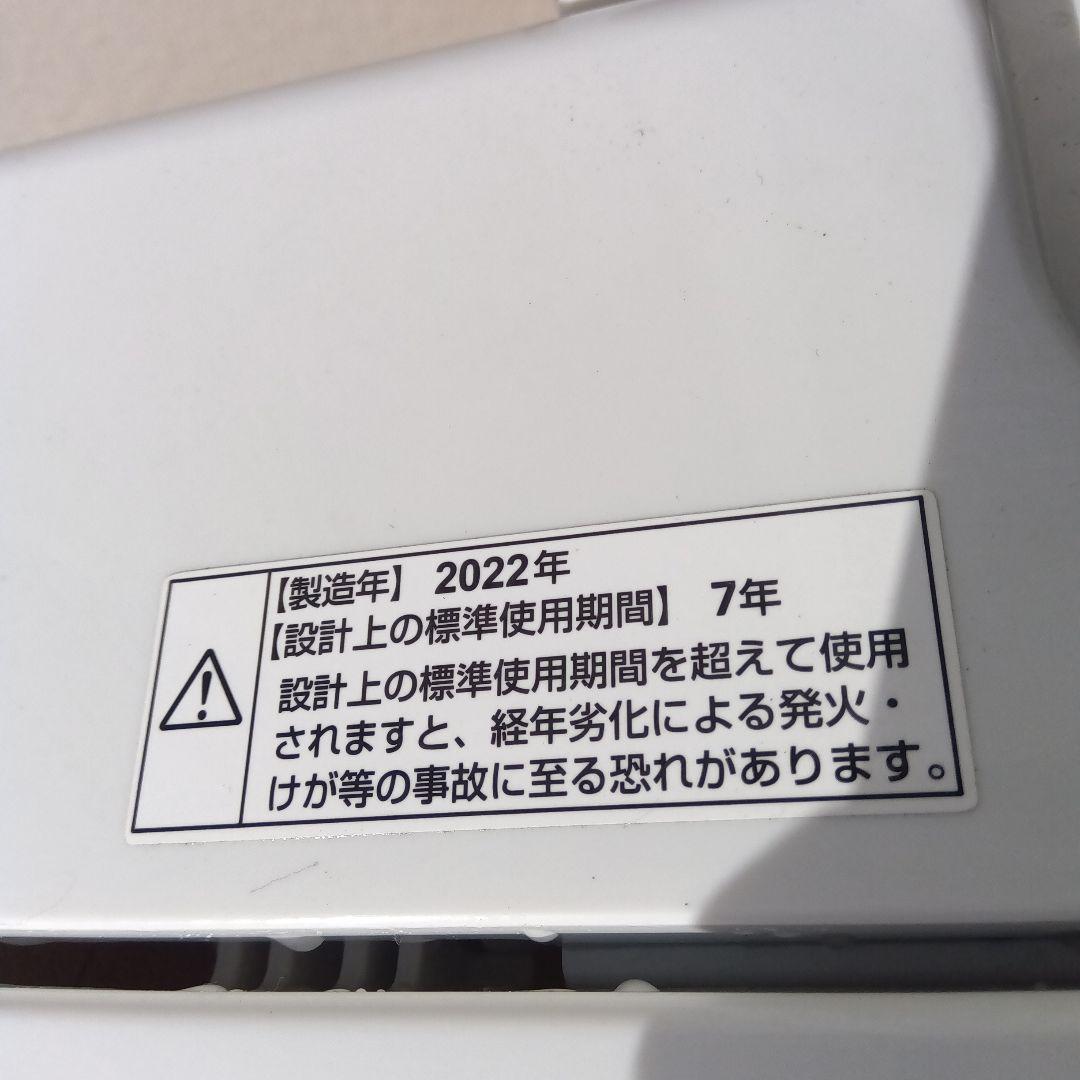 【製造年】 2022年
【設計上の標準使用期間】 7年
設計上の標準使用期間を超えて使用
されますと、経年劣化による発火・
けが等の事故に至る恐れがあります。